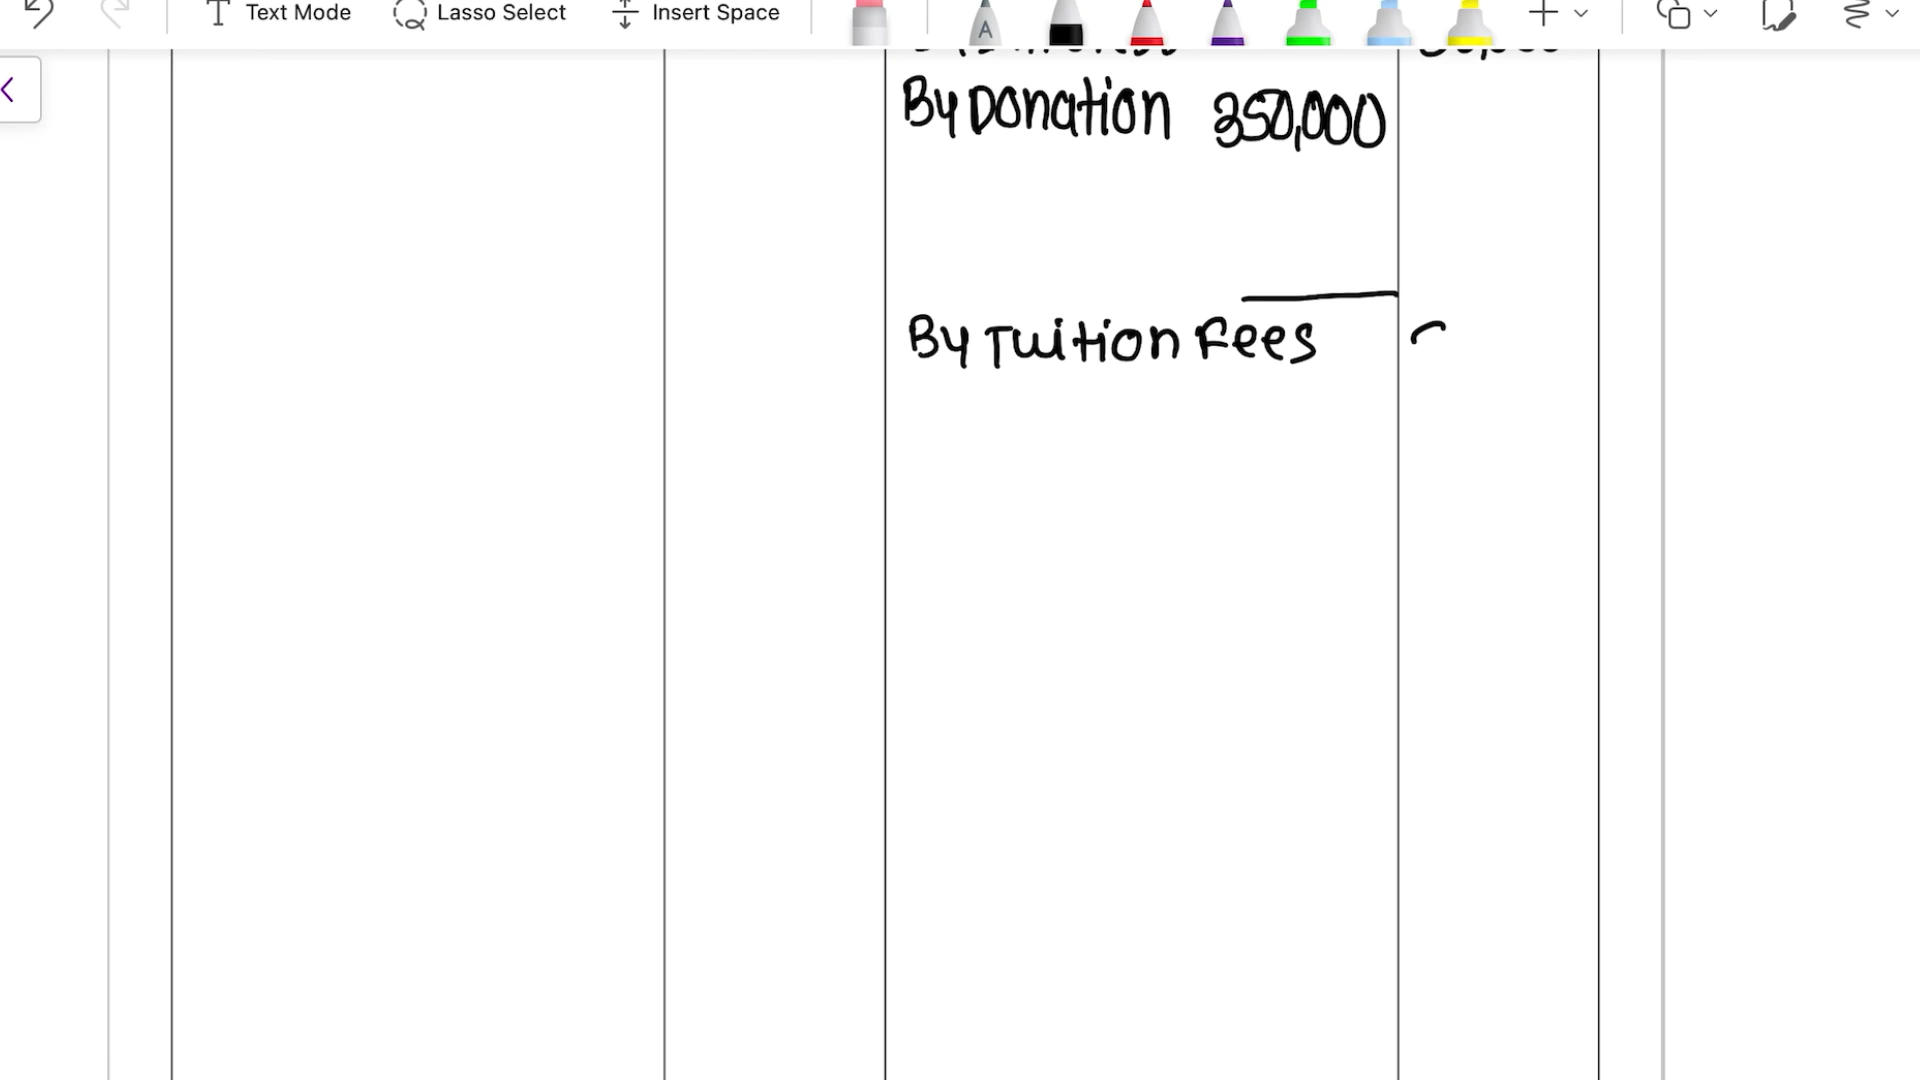 Text Mode Lasso Select Insert Space
A
By Donation 350,000
By Tuition Fees